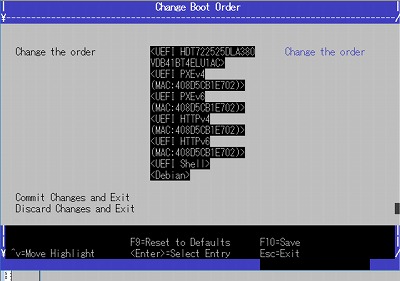 Change Boot Order
Change the order
<UEFI HDT722525DLA380
VDB41BT4ELU1AC>
<UEFI PXEv4
(MAC:408D5CB1E702)>
<UEFI PXEv6
(MAC:408D5CB1E702)>
<UEFI HTTPv4
(MAC:408D5CB1E702)>
<UEFI HTTPv6
(MAC:408D5CB1E702)>
<UEFI Shell>
<Debian>
Change the order
Commit Changes and Exit
Discard Changes and Exit
F9=Reset to Defaults F10=Save
^v=Move Highlight <Enter>=Select Entry Esc=Exit